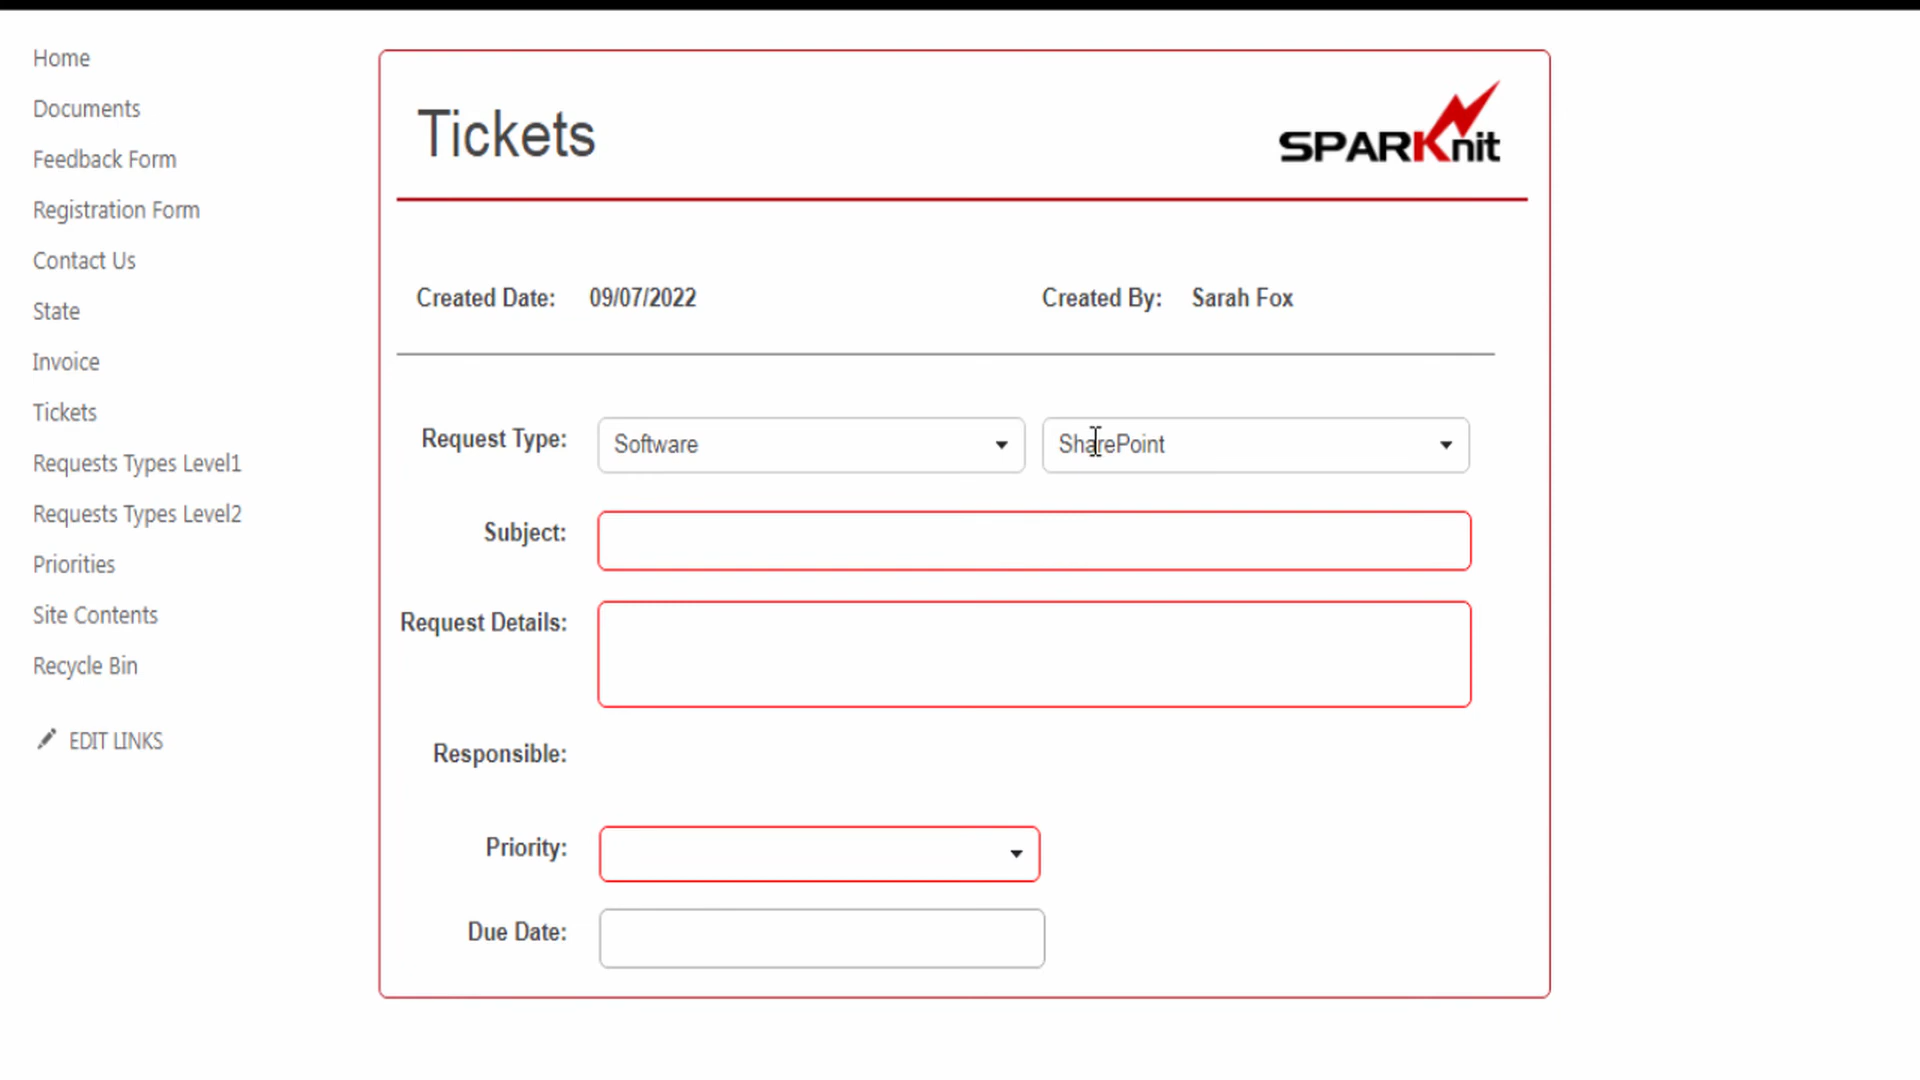 Home
Documents
Feedback Form
Registration Form
Contact Us
State
Invoice
Tickets
Requests Types Level1
Requests Types Level2
Priorities
Site Contents
Recycle Bin
EDIT LINKS
Tickets
SPARKnit
Created Date: 09/07/2022 Created By: Sarah Fox
Request Type: Software SharePoint
Subject:
Request Details:
Responsible:
Priority:
Due Date: